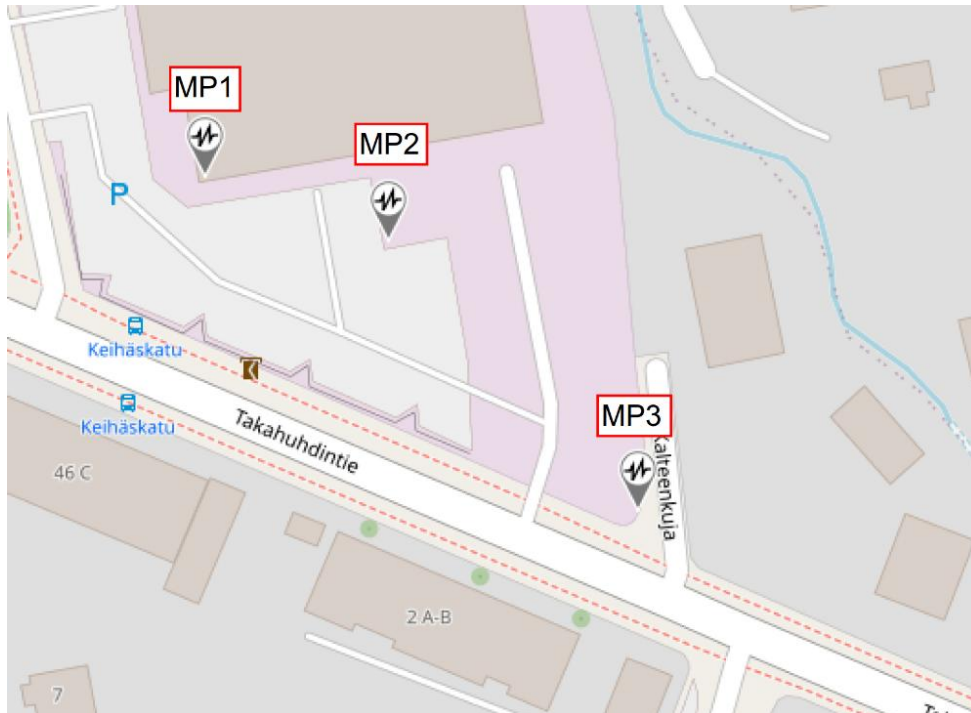 MP1
MP2
P
Keihäskatu
Keihäskatu
Takahuhdintie
MP3
Kalteenkuja
46 C
2 A-B
7